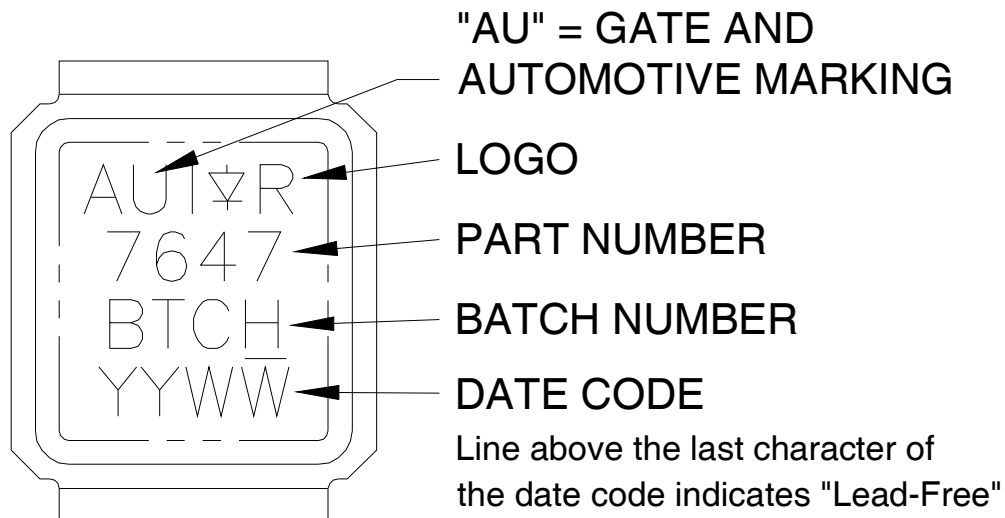 "AU" = GATE AND
AUTOMOTIVE MARKING
AUI R
LOGO
7647
PART NUMBER
BTCH
BATCH NUMBER
YYWW
DATE CODE
Line above the last character of
the date code indicates "Lead-Free"